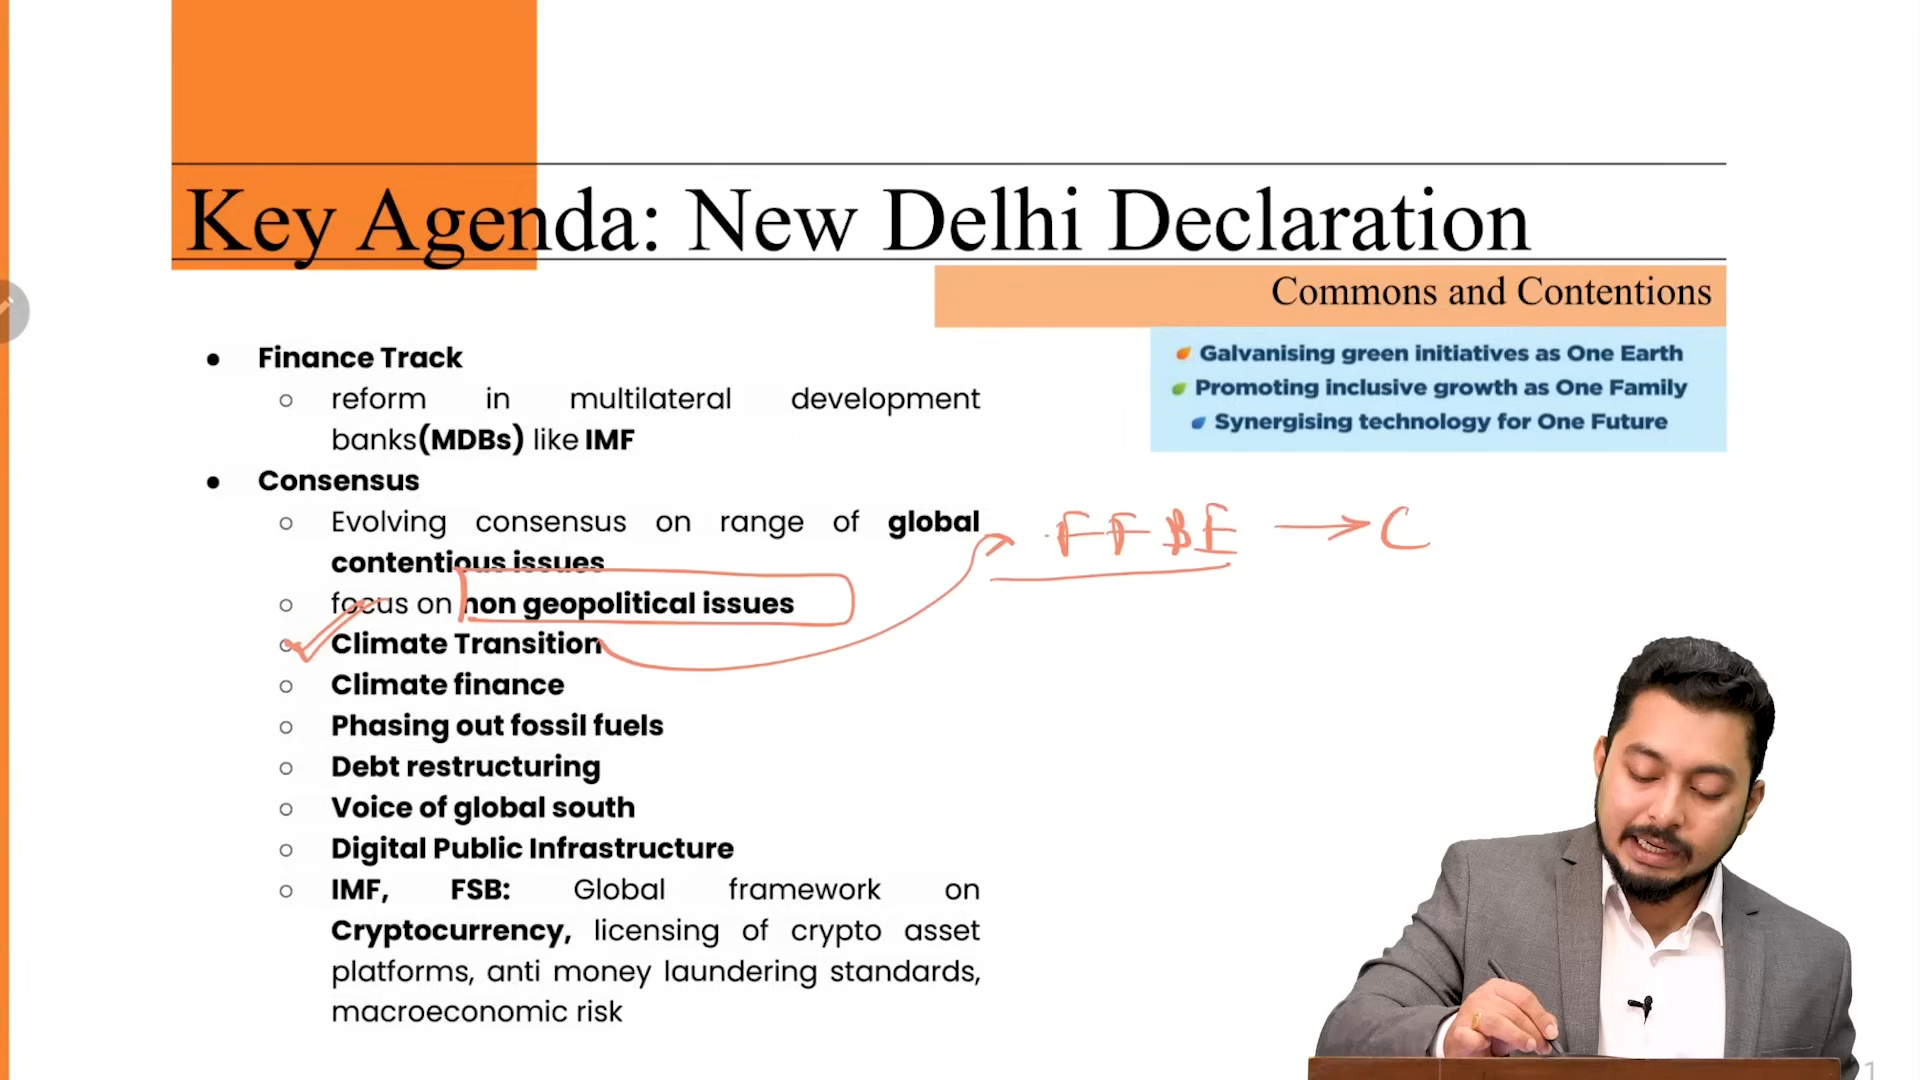 Key Agenda: New Delhi Declaration
Commons and Contentions
Galvanising green initiatives as One Earth
Promoting inclusive growth as One Family
Synergising technology for One Future
● Finance Track
○ reform in multilateral development
banks(MDBs) like IMF
● Consensus
○ Evolving consensus on range of global
contentious issues
○ focus on non geopolitical issues
○ Climate Transition
○ Climate finance
○ Phasing out fossil fuels
○ Debt restructuring
○ Voice of global south
○ Digital Public Infrastructure
○ IMF, FSB: Global framework on
Cryptocurrency, licensing of crypto asset
platforms, anti money laundering standards,
macroeconomic risk
FFBE → C
1